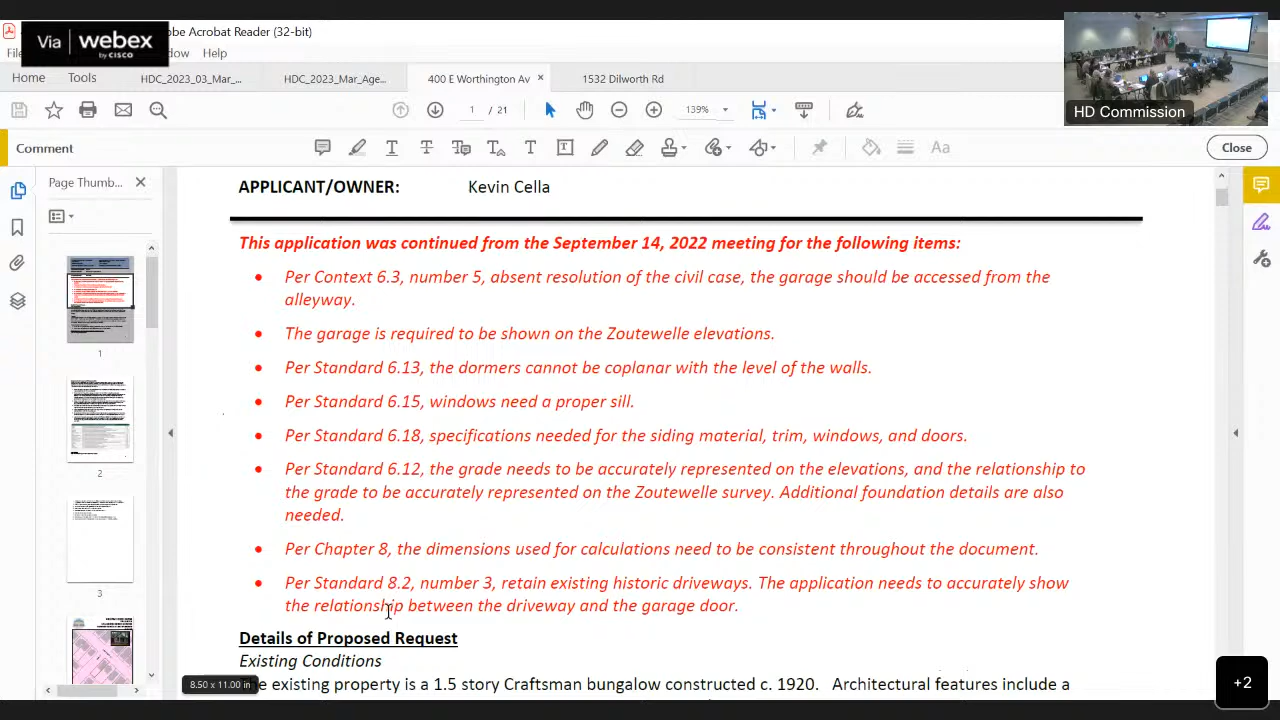 Via webex
by CISCO
obe Acrobat Reader (32-bit)
dow Help
Home Tools HDC_2023_03_Mar_... HDC_2023_Mar_Age... 400 E Worthington Av × 1532 Dilworth Rd
1 / 21 139%
HD Commission
Comment Close
Page Thumb...
APPLICANT/OWNER: Kevin Cella
This application was continued from the September 14, 2022 meeting for the following items:
• Per Context 6.3, number 5, absent resolution of the civil case, the garage should be accessed from the
alleyway.
• The garage is required to be shown on the Zoutewelle elevations.
• Per Standard 6.13, the dormers cannot be coplanar with the level of the walls.
• Per Standard 6.15, windows need a proper sill.
• Per Standard 6.18, specifications needed for the siding material, trim, windows, and doors.
• Per Standard 6.12, the grade needs to be accurately represented on the elevations, and the relationship to
the grade to be accurately represented on the Zoutewelle survey. Additional foundation details are also
needed.
• Per Chapter 8, the dimensions used for calculations need to be consistent throughout the document.
• Per Standard 8.2, number 3, retain existing historic driveways. The application needs to accurately show
the relationship between the driveway and the garage door.
Details of Proposed Request
Existing Conditions
The existing property is a 1.5 story Craftsman bungalow constructed c. 1920. Architectural features include a
8.50 x 11.00 in
1
2
3
+2